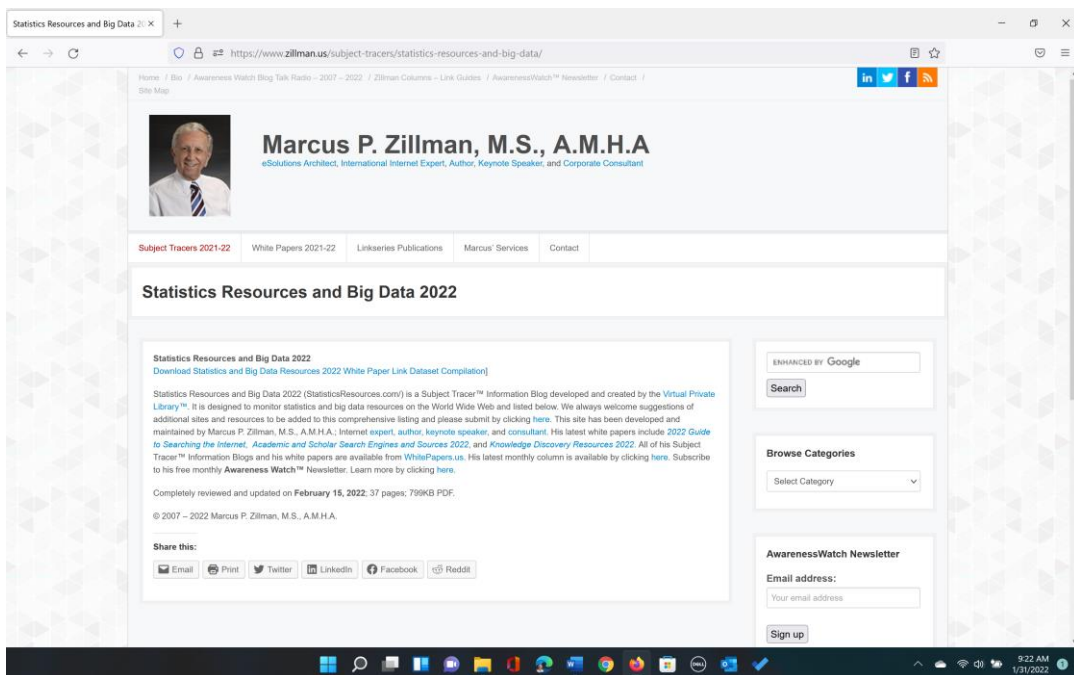 Statistics Resources and Big Data 20
https://www.zillman.us/subject-tracers/statistics-resources-and-big-data/
Home / Bio / Awareness Watch Blog Talk Radio – 2007 – 2022 / Zillman Columns – Link Guides / AwarenessWatch™ Newsletter / Contact /
Site Map
in f
Marcus P. Zillman, M.S., A.M.H.A
eSolutions Architect, International Internet Expert, Author, Keynote Speaker, and Corporate Consultant
Subject Tracers 2021-22 White Papers 2021-22 Linkseries Publications Marcus' Services Contact
Statistics Resources and Big Data 2022
Statistics Resources and Big Data 2022
Download Statistics and Big Data Resources 2022 White Paper Link Dataset Compilation]
Statistics Resources and Big Data 2022 (StatisticsResources.com/) is a Subject Tracer™ Information Blog developed and created by the Virtual Private
Library™. It is designed to monitor statistics and big data resources on the World Wide Web and listed below. We always welcome suggestions of
additional sites and resources to be added to this comprehensive listing and please submit by clicking here. This site has been developed and
maintained by Marcus P. Zillman, M.S., A.M.H.A.; Internet expert, author, keynote speaker, and consultant. His latest white papers include 2022 Guide
to Searching the Internet, Academic and Scholar Search Engines and Sources 2022, and Knowledge Discovery Resources 2022. All of his Subject
Tracer™ Information Blogs and his white papers are available from WhitePapers.us. His latest monthly column is available by clicking here. Subscribe
to his free monthly Awareness Watch™ Newsletter. Learn more by clicking here.
Completely reviewed and updated on February 15, 2022; 37 pages; 799KB PDF.
© 2007 – 2022 Marcus P. Zillman, M.S., A.M.H.A.
Share this:
Email Print Twitter LinkedIn Facebook Reddit
ENHANCED BY Google
Search
Browse Categories
Select Category
AwarenessWatch Newsletter
Email address:
Your email address
Sign up
DELL
9:22 AM
1/31/2022
1